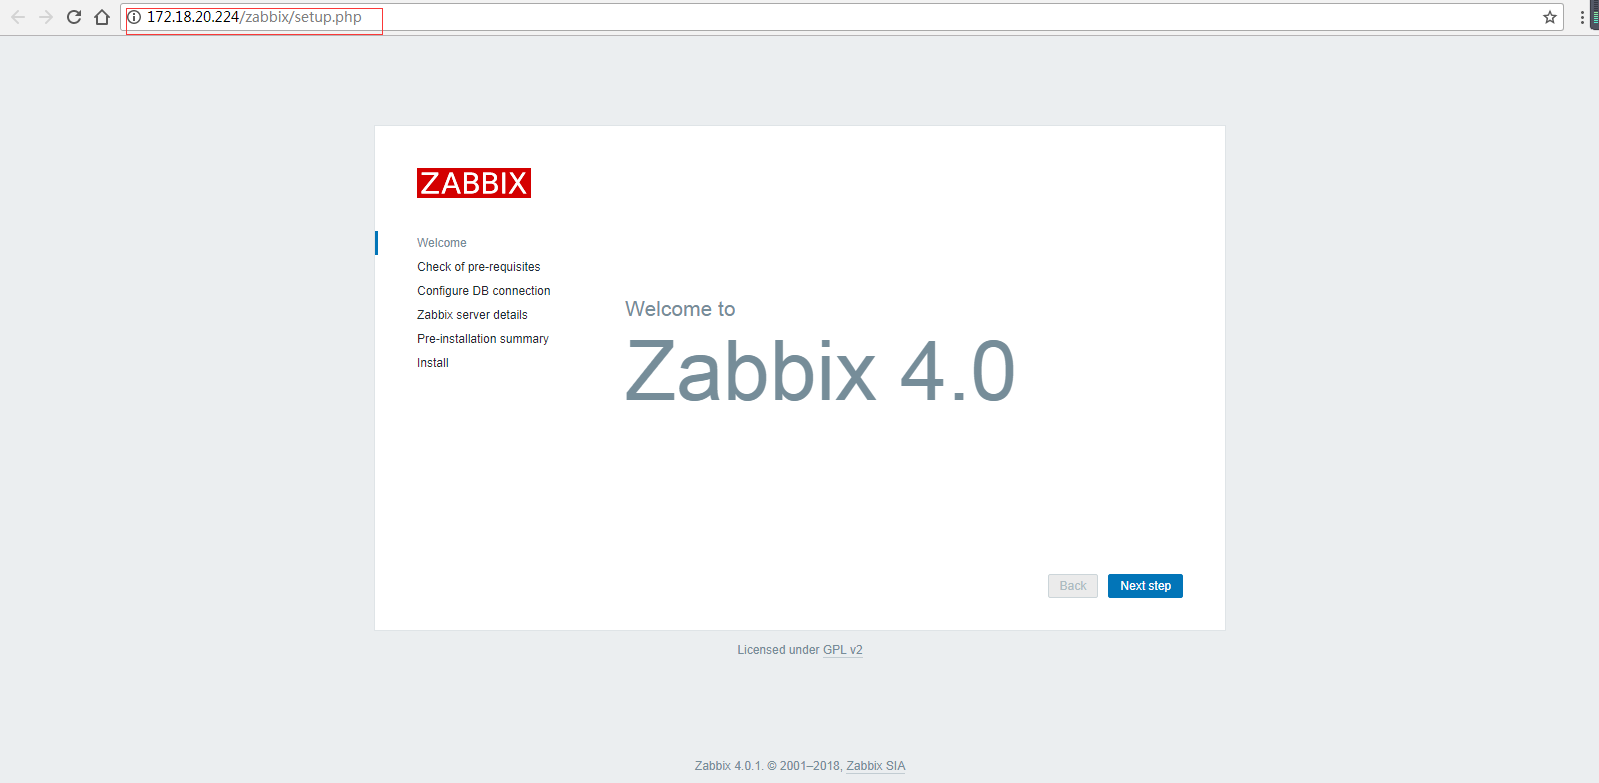 172.18.20.224/zabbix/setup.php
ZABBIX
Welcome
Check of pre-requisites
Configure DB connection
Zabbix server details
Pre-installation summary
Install
Welcome to
Zabbix 4.0
Back
Next step
Licensed under GPL v2
Zabbix 4.0.1. © 2001–2018, Zabbix SIA